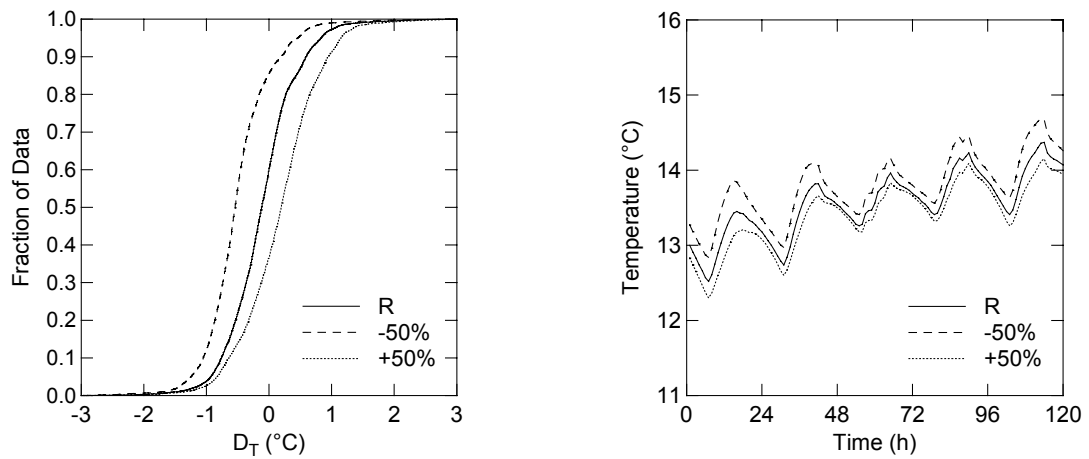 1.0
0.9
0.8
0.7
0.6
0.5
0.4
0.3
0.2
0.1
0.0
Fraction of Data
-3 -2 -1 0 1 2 3
D_T (°C)
R
-50%
+50%
16
15
14
13
12
11
Temperature (°C)
0 24 48 72 96 120
Time (h)
R
-50%
+50%